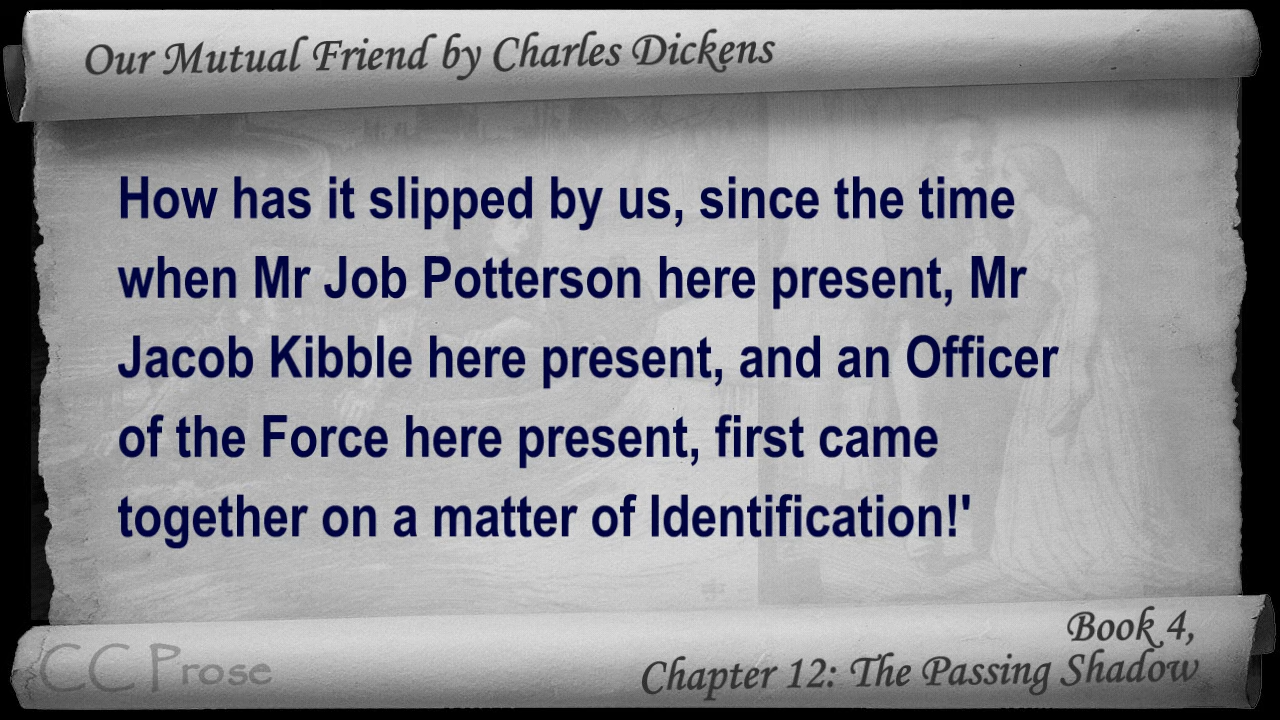 Our Mutual Friend by Charles Dickens
How has it slipped by us, since the time
when Mr Job Potterson here present, Mr
Jacob Kibble here present, and an Officer
of the Force here present, first came
together on a matter of Identification!'
Book 4,
Chapter 12: The Passing Shadow
CC Prose